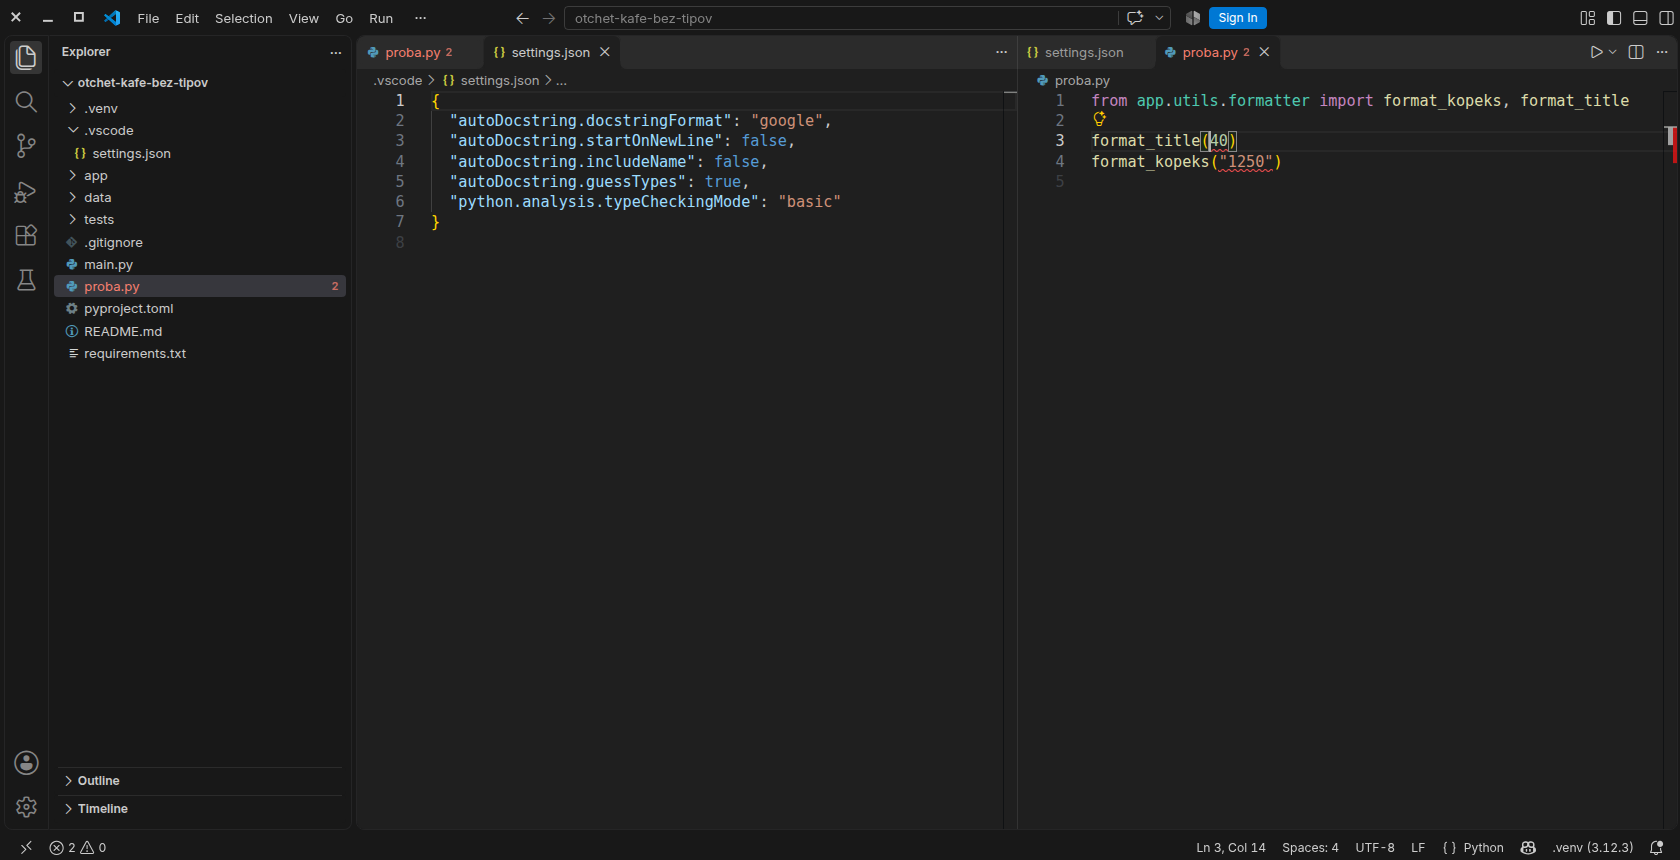 File Edit Selection View Go Run ··· otchet-kafe-bez-tipov Sign In
Explorer ···
otchet-kafe-bez-tipov
.venv
.vscode
{} settings.json
app
data
tests
.gitignore
main.py
proba.py 2
pyproject.toml
README.md
requirements.txt
Outline
Timeline
proba.py 2 {} settings.json ···
.vscode > {} settings.json > ...
1 {
2 "autoDocstring.docstringFormat": "google",
3 "autoDocstring.startOnNewLine": false,
4 "autoDocstring.includeName": false,
5 "autoDocstring.guessTypes": true,
6 "python.analysis.typeCheckingMode": "basic"
7 }
8
{} settings.json proba.py 2 ···
proba.py
1 from app.utils.formatter import format_kopeks, format_title
2
3 format_title(40)
4 format_kopeks("1250")
5
2 0 Ln 3, Col 14 Spaces: 4 UTF-8 LF {} Python .venv (3.12.3)